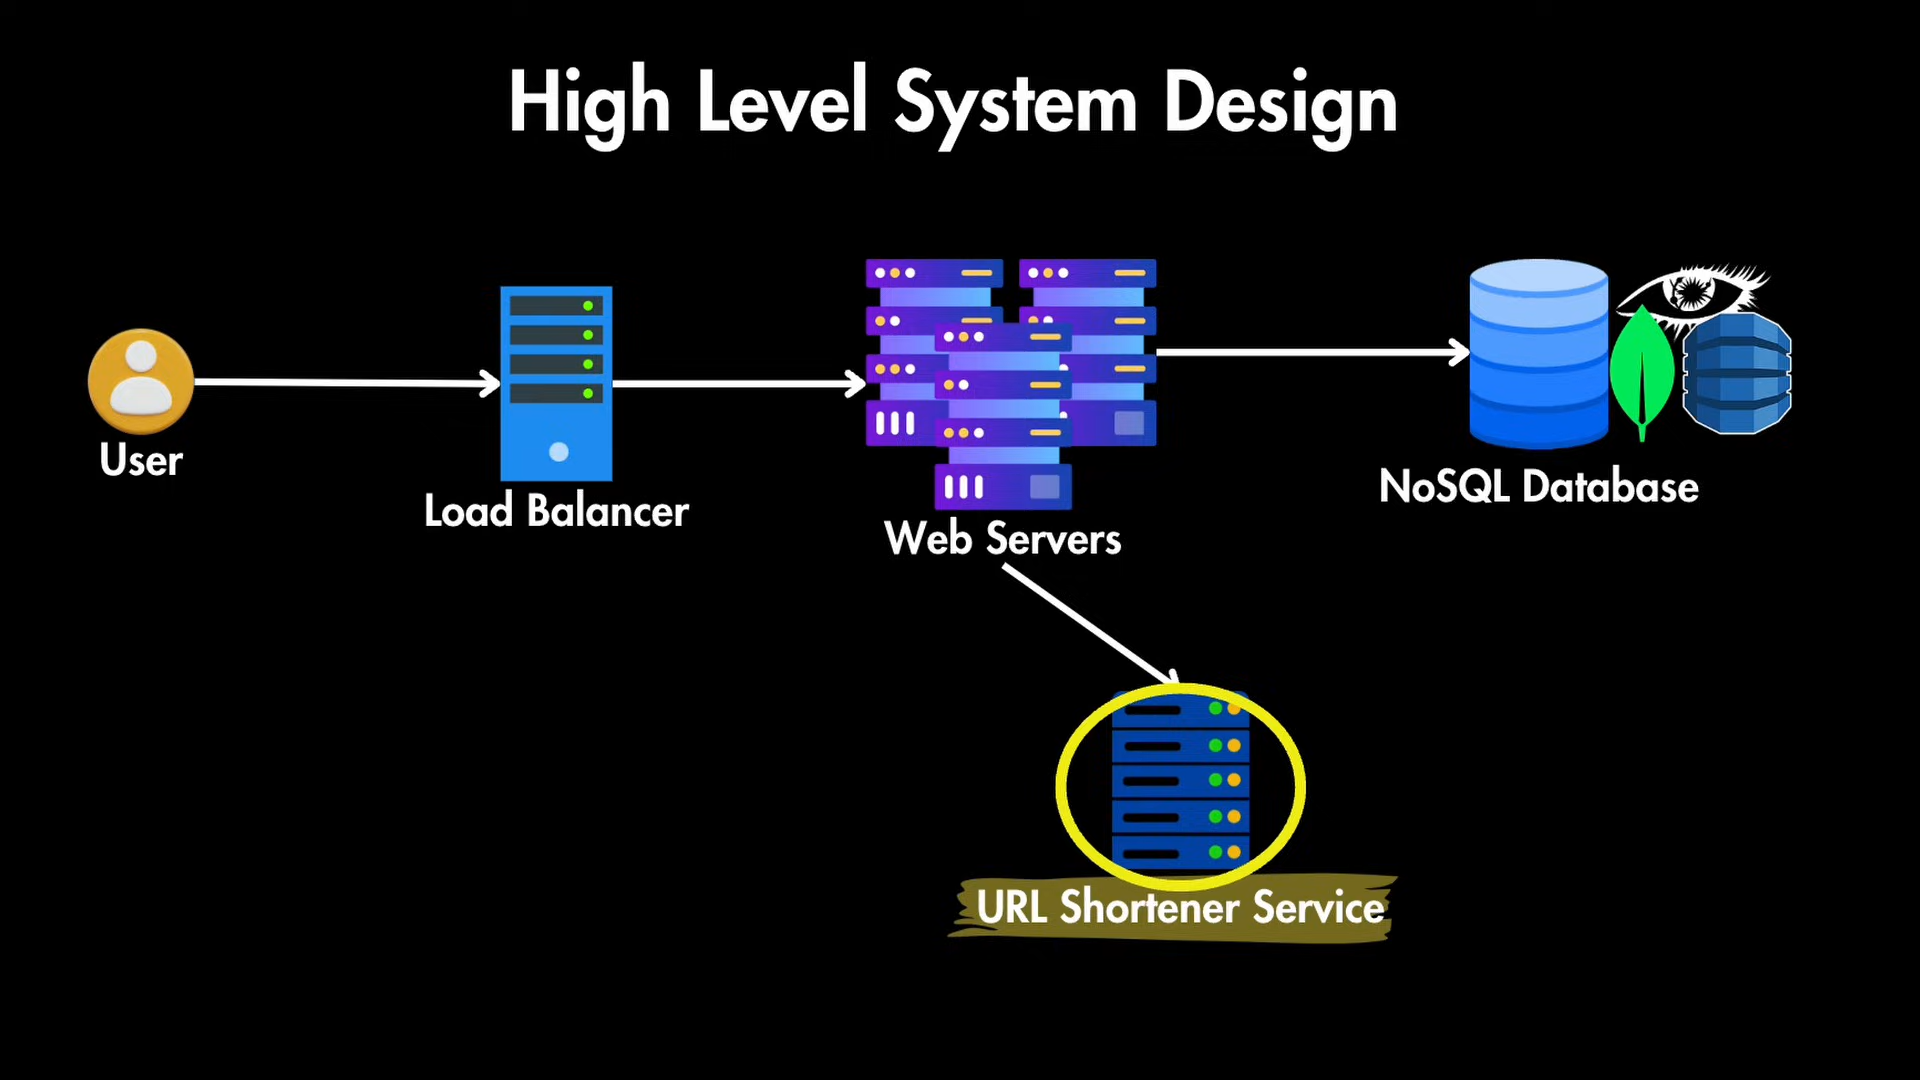 High Level System Design
User
Load Balancer
Web Servers
NoSQL Database
URL Shortener Service